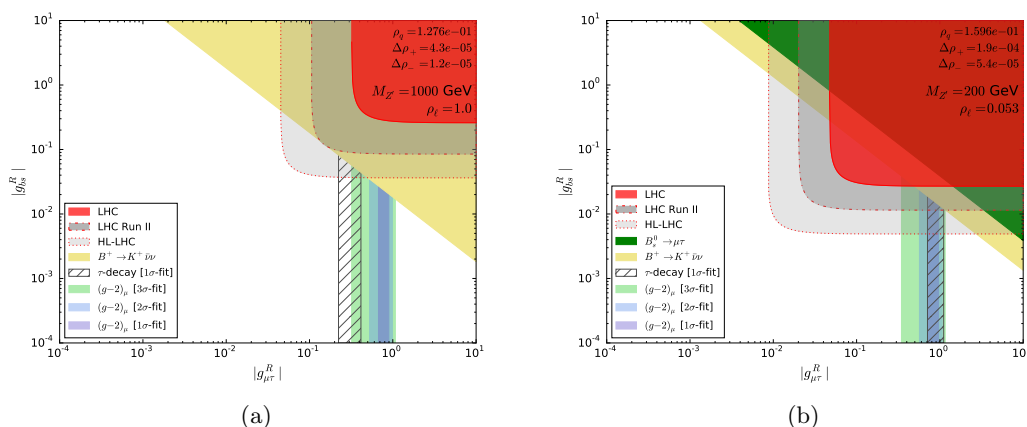 10^1
10^0
10^-1
10^-2
10^-3
10^-4
|g_bs^R|
ρ_q =1.276e−01
Δρ_+ =4.3e−05
Δρ_− =1.2e−05
M_Z′ =1000 GeV
ρ_ℓ =1.0
LHC
LHC Run II
HL-LHC
B^+ → K^+ ν̄ν
τ-decay [1σ-fit]
(g−2)_μ [3σ-fit]
(g−2)_μ [2σ-fit]
(g−2)_μ [1σ-fit]
10^-4 10^-3 10^-2 10^-1 10^0 10^1
|g_μτ^R|
(a)
10^1
10^0
10^-1
10^-2
10^-3
10^-4
|g_bs^R|
ρ_q =1.596e−01
Δρ_+ =1.9e−04
Δρ_− =5.4e−05
M_Z′ =200 GeV
ρ_ℓ =0.053
LHC
LHC Run II
HL-LHC
B_s^0 → μτ
B^+ → K^+ ν̄ν
τ-decay [1σ-fit]
(g−2)_μ [3σ-fit]
(g−2)_μ [2σ-fit]
(g−2)_μ [1σ-fit]
10^-4 10^-3 10^-2 10^-1 10^0 10^1
|g_μτ^R|
(b)